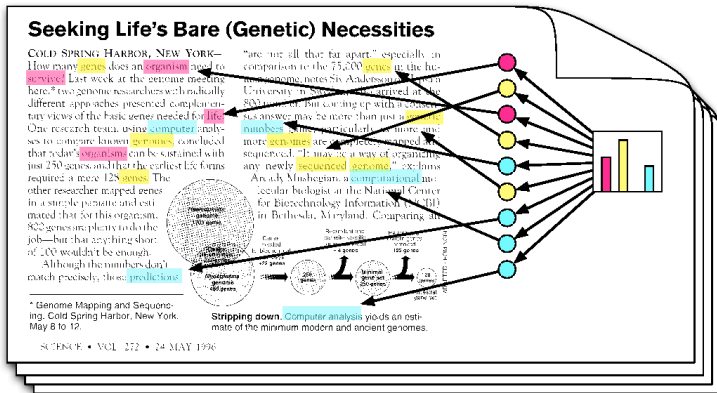 Seeking Life's Bare (Genetic) Necessities
COLD SPRING HARBOR, NEW YORK—
How many genes does an organism need to
survive? Last week at the genome meeting
here,* two genome researchers with radically
different approaches presented complemen-
tary views of the basic genes needed for life.
One research team, using computer analy-
ses to compare known genomes, concluded
that today's organisms can be sustained with
just 250 genes, and that the earliest life forms
required a mere 128 genes. The
other researcher mapped genes
in a simple parasite and esti-
mated that for this organism,
800 genes are plenty to do the
job—but that anything short
of 100 wouldn't be enough.
Although the numbers don't
match precisely, those predictions
* Genome Mapping and Sequenc-
ing. Cold Spring Harbor, New York.
May 8 to 12.
"are not all that far apart," especially in
comparison to the 75,000 genes in the hu-
man genome, notes Siv Andersson
University in arrived at the
800 number. But coming up with a consen-
sus answer may be more than just a
numbers particularly as more and
more genomes are completely mapped and
sequenced. "It may be a way of organizing
any newly sequenced genome," explains
Arcady Mushegian, a computational mo-
lecular biologist at the National Center
for Biotechnology Information (NCBI)
in Bethesda, Maryland. Comparing an
Stripping down. Computer analysis yields an esti-
mate of the minimum modern and ancient genomes.
SCIENCE • VOL. 272 • 24 MAY 1996